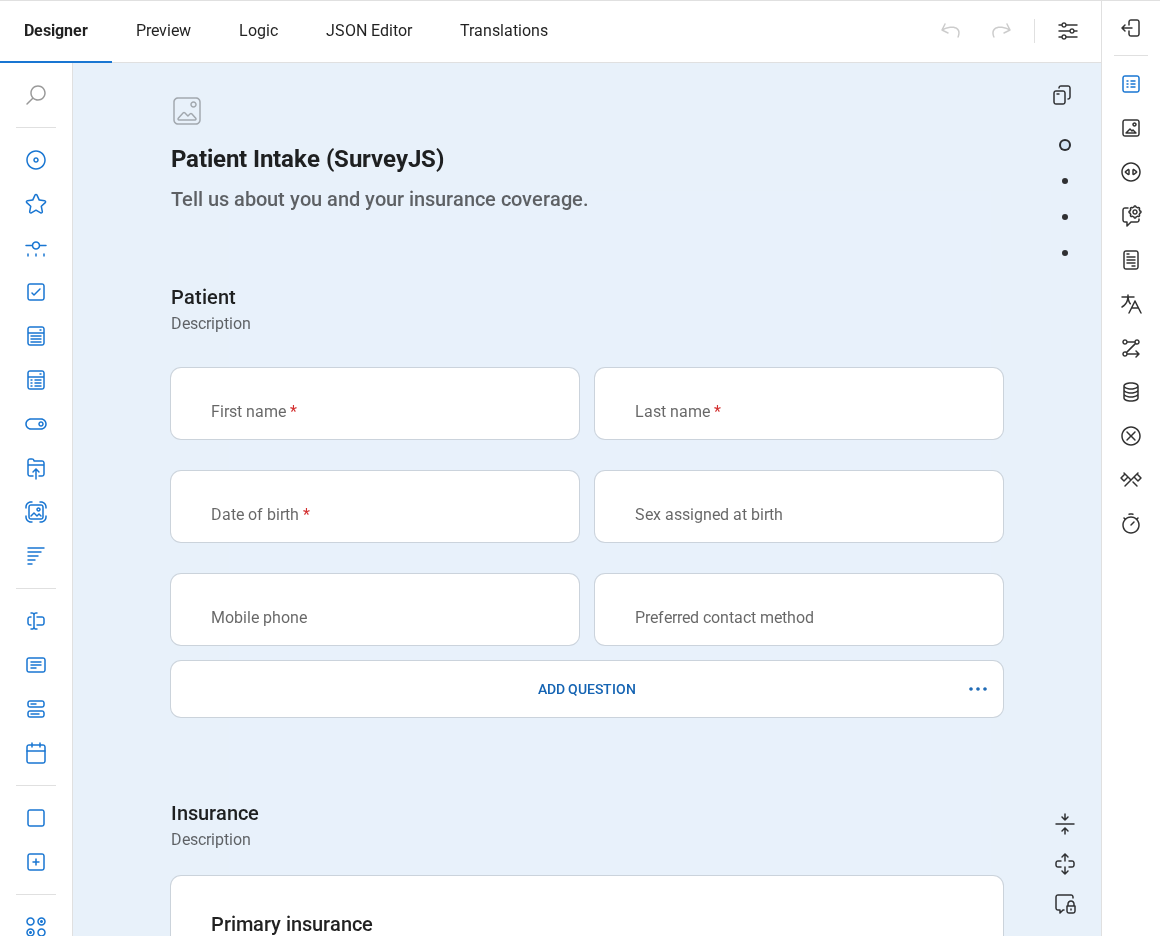 Designer Preview Logic JSON Editor Translations
Patient Intake (SurveyJS)
Tell us about you and your insurance coverage.
Patient
Description
First name * Last name *
Date of birth * Sex assigned at birth
Mobile phone Preferred contact method
ADD QUESTION
Insurance
Description
Primary insurance